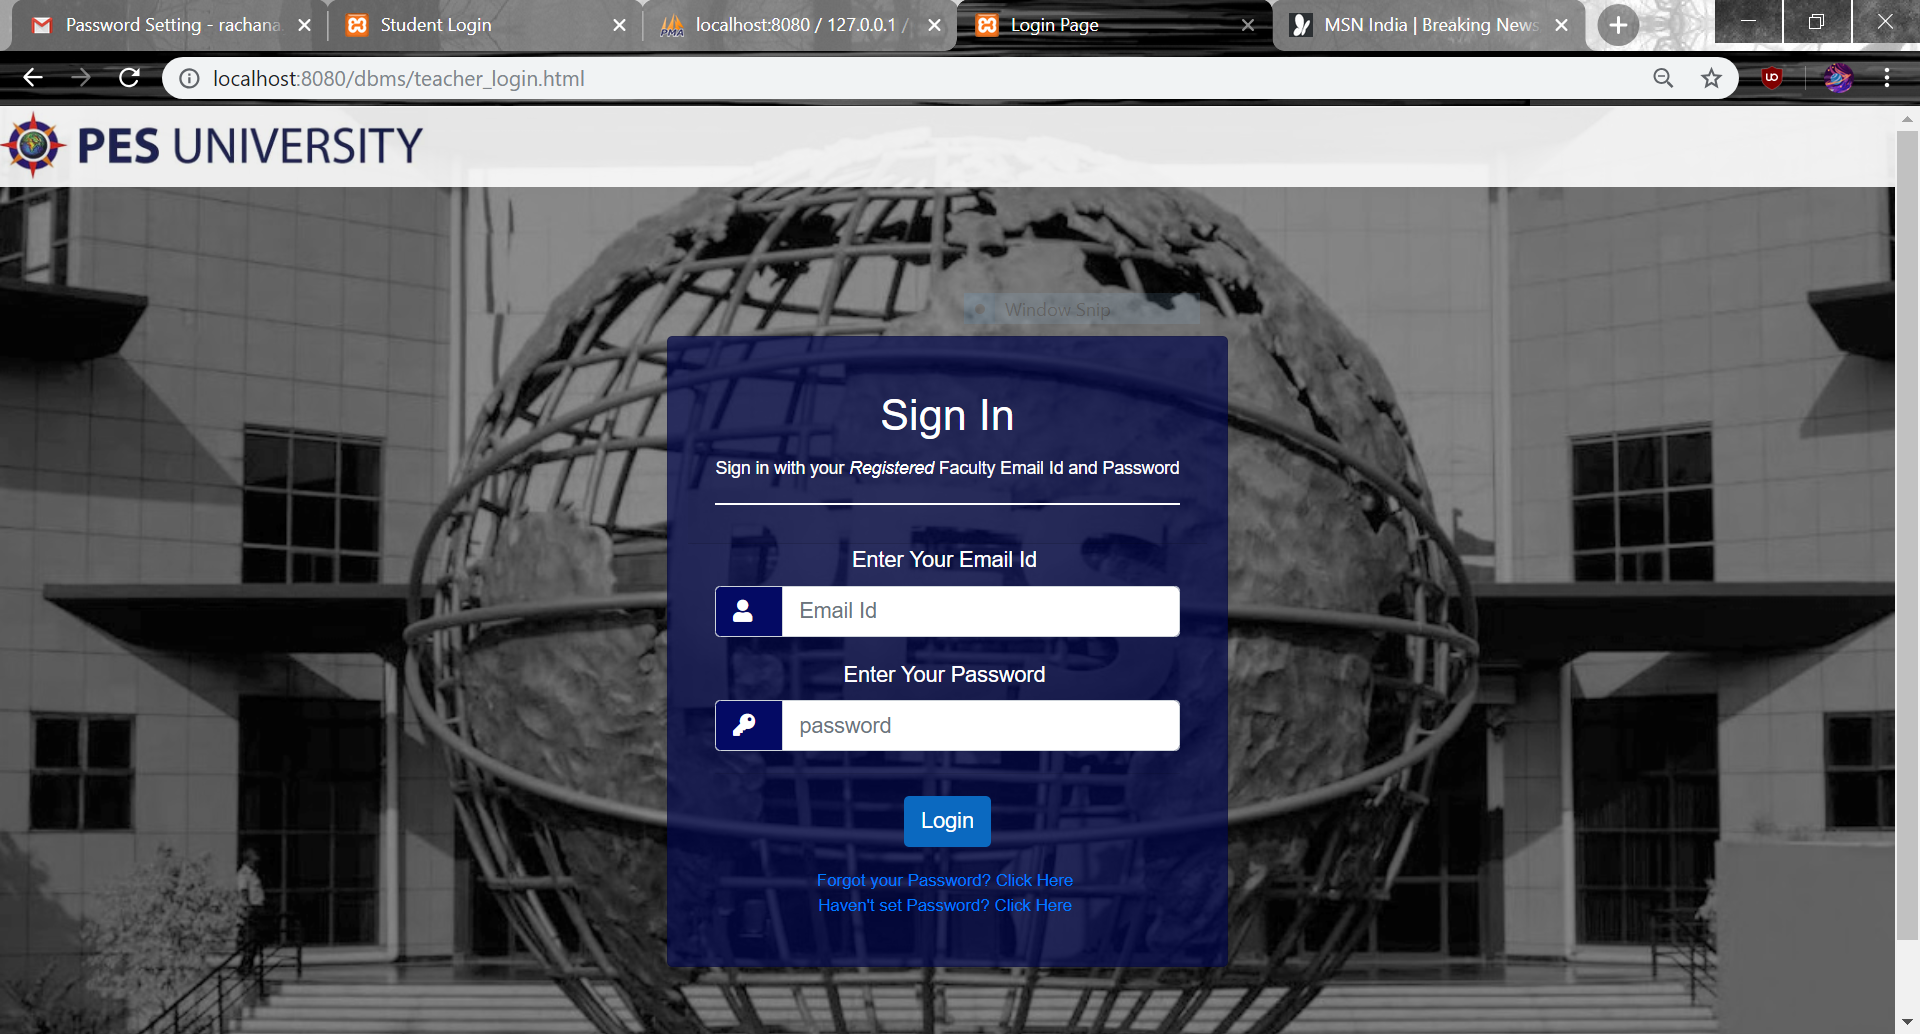 Password Setting - rachana
Student Login
localhost:8080 / 127.0.0.1 /
Login Page
MSN India | Breaking News
localhost:8080/dbms/teacher_login.html
PES UNIVERSITY
Window Snip
Sign In
Sign in with your Registered Faculty Email Id and Password
Enter Your Email Id
Email Id
Enter Your Password
password
Login
Forgot your Password? Click Here
Haven't set Password? Click Here